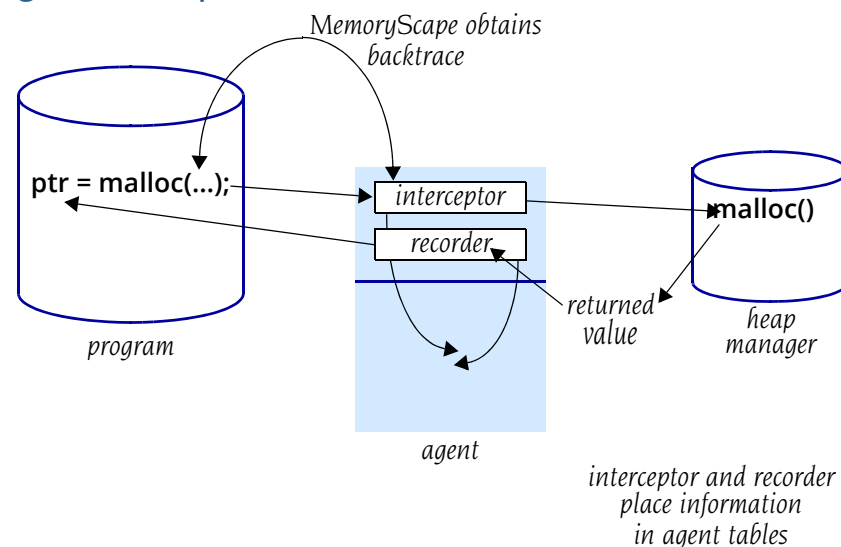 MemoryScape obtains
backtrace
ptr = malloc(...);
interceptor
malloc()
recorder
returned
value
heap
manager
program
agent
interceptor and recorder
place information
in agent tables